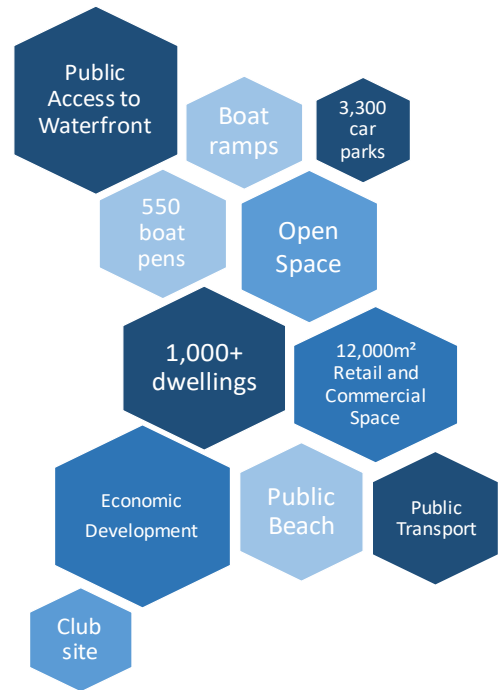 Public
Access to
Waterfront
Boat
ramps
3,300
car
parks
550
boat
pens
Open
Space
1,000+
dwellings
12,000m²
Retail and
Commercial
Space
Economic
Development
Public
Beach
Public
Transport
Club
site